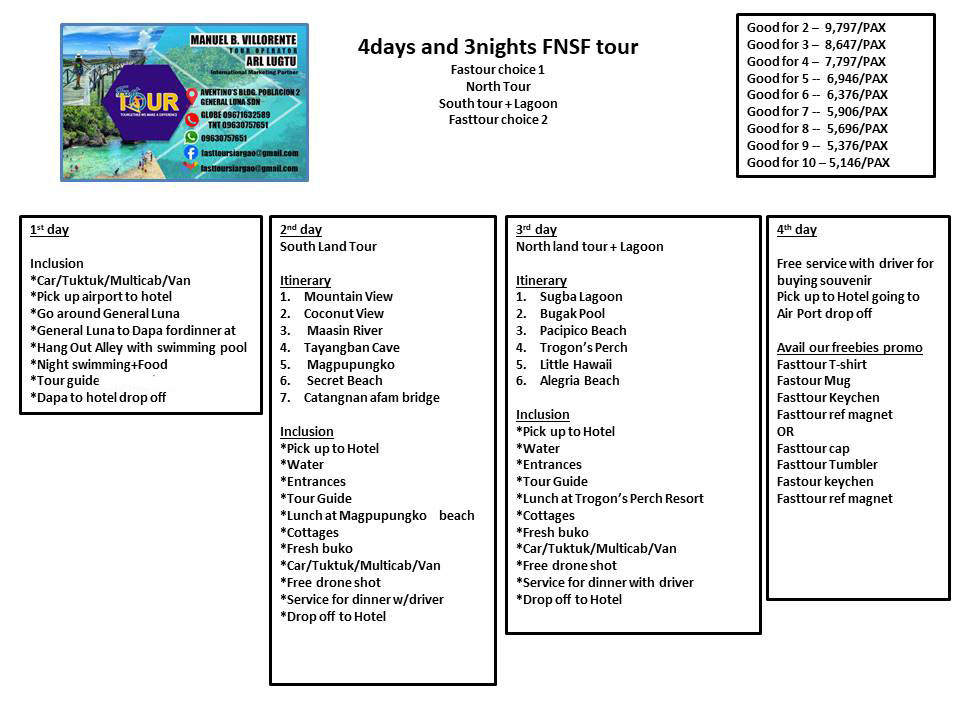 MANUEL B. VILLORENTE
TOUR OPERATOR
ARL LUGTU
International Marketing Partner
Fast
TOUR
TOURGETHER WE MAKE A DIFFERENCE
AVENTINO'S BLDG. POBLACION 2
GENERAL LUNA SDN
GLOBE 09671632589
TNT 09630757651
09630757651
fasttoursiargao@gmail.com
fasttoursiargao@gmail.com
4days and 3nights FNSF tour
Fastour choice 1
North Tour
South tour + Lagoon
Fasttour choice 2
Good for 2 – 9,797/PAX
Good for 3 – 8,647/PAX
Good for 4 – 7,797/PAX
Good for 5 -- 6,946/PAX
Good for 6 -- 6,376/PAX
Good for 7 -- 5,906/PAX
Good for 8 -- 5,696/PAX
Good for 9 -- 5,376/PAX
Good for 10 – 5,146/PAX
1st day
Inclusion
*Car/Tuktuk/Multicab/Van
*Pick up airport to hotel
*Go around General Luna
*General Luna to Dapa fordinner at
*Hang Out Alley with swimming pool
*Night swimming+Food
*Tour guide
*Dapa to hotel drop off
2nd day
South Land Tour
Itinerary
1. Mountain View
2. Coconut View
3. Maasin River
4. Tayangban Cave
5. Magpupungko
6. Secret Beach
7. Catangnan afam bridge
Inclusion
*Pick up to Hotel
*Water
*Entrances
*Tour Guide
*Lunch at Magpupungko beach
*Cottages
*Fresh buko
*Car/Tuktuk/Multicab/Van
*Free drone shot
*Service for dinner w/driver
*Drop off to Hotel
3rd day
North land tour + Lagoon
Itinerary
1. Sugba Lagoon
2. Bugak Pool
3. Pacipico Beach
4. Trogon's Perch
5. Little Hawaii
6. Alegria Beach
Inclusion
*Pick up to Hotel
*Water
*Entrances
*Tour Guide
*Lunch at Trogon's Perch Resort
*Cottages
*Fresh buko
*Car/Tuktuk/Multicab/Van
*Free drone shot
*Service for dinner with driver
*Drop off to Hotel
4th day
Free service with driver for
buying souvenir
Pick up to Hotel going to
Air Port drop off
Avail our freebies promo
Fasttour T-shirt
Fastour Mug
Fasttour Keychen
Fasttour ref magnet
OR
Fasttour cap
Fasttour Tumbler
Fastour keychen
Fasttour ref magnet